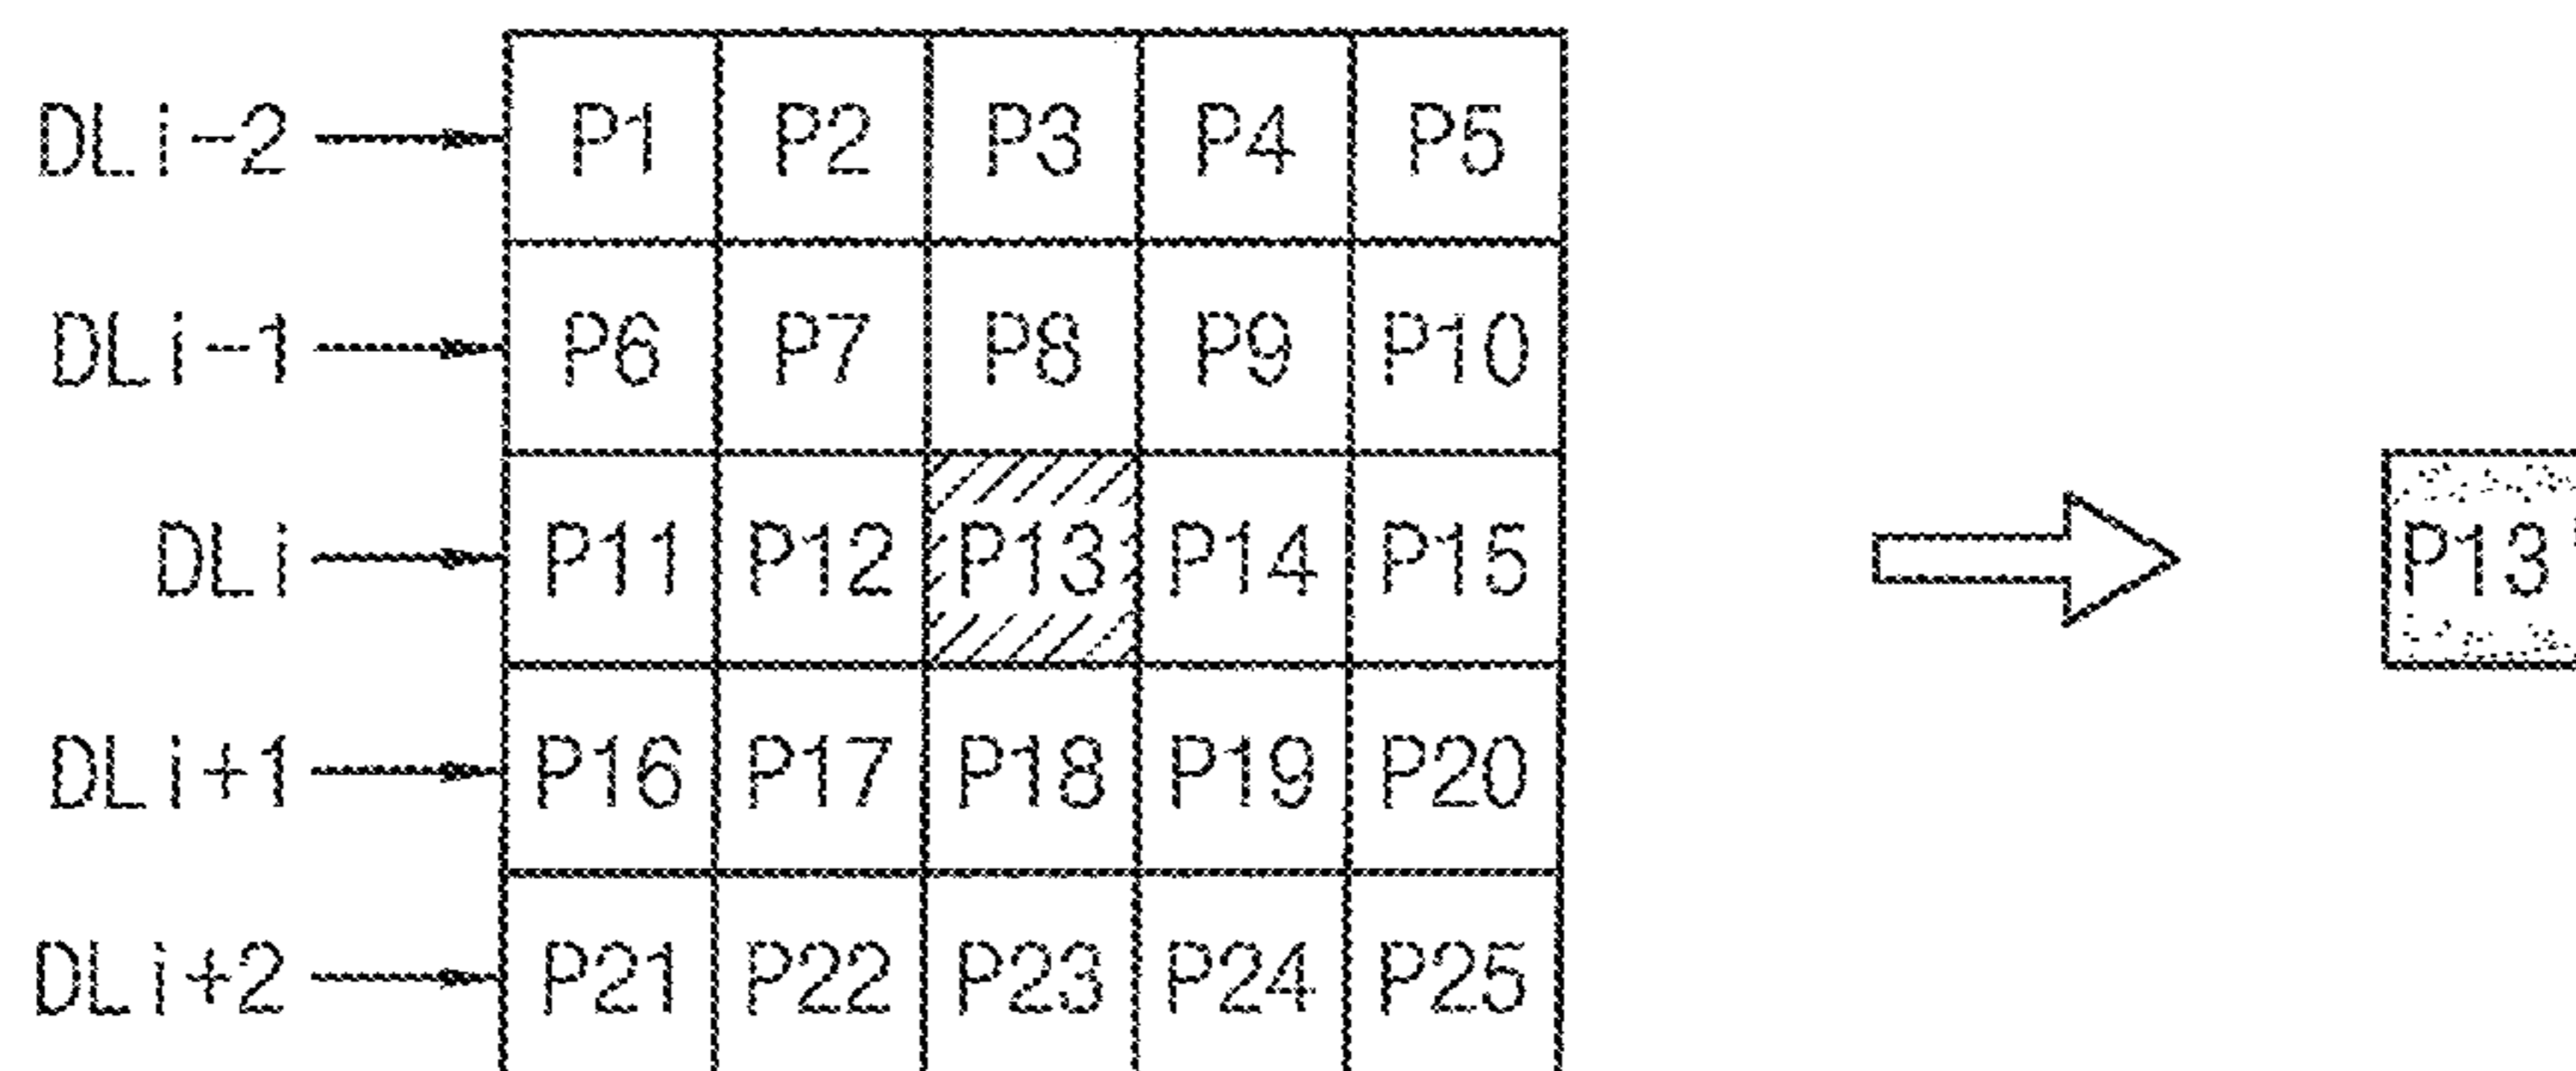 DLi-2 P1 P2 P3 P4 P5
DLi-1 P6 P7 P8 P9 P10
DLi P11 P12 P13 P14 P15 P13'
DLi+1 P16 P17 P18 P19 P20
DLi+2 P21 P22 P23 P24 P25